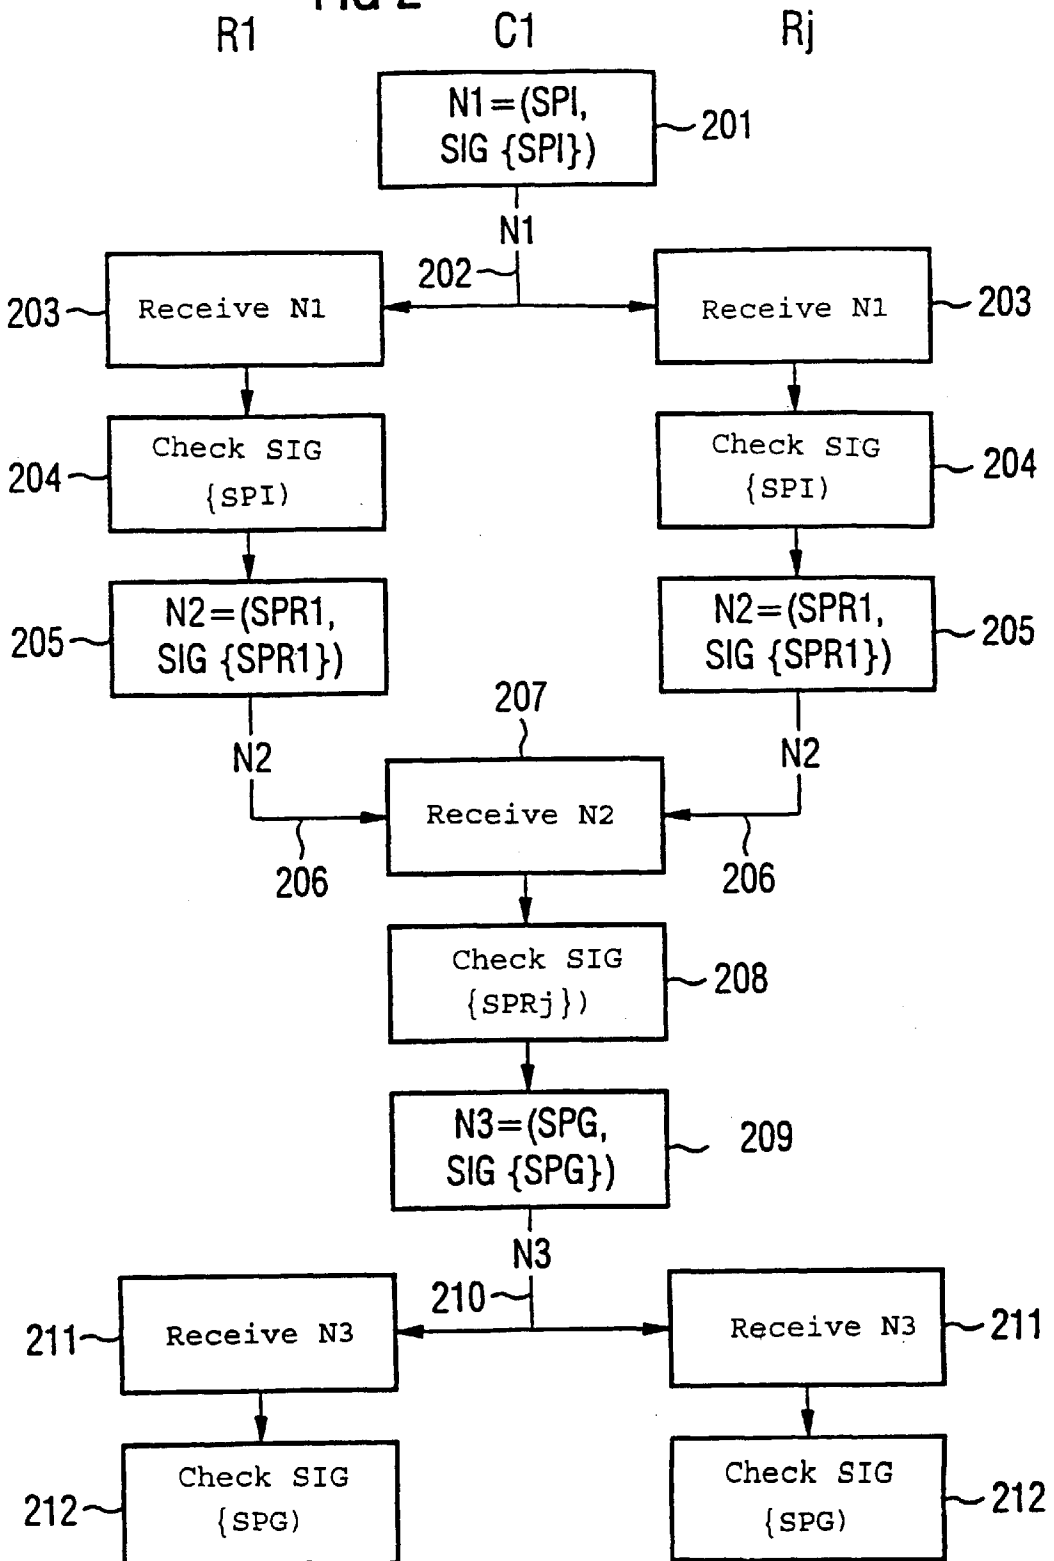 FIG 2
R1 C1 Rj
N1=(SPI,
SIG {SPI})
201
N1
202
203
Receive N1
Receive N1
203
204
Check SIG
{SPI)
Check SIG
{SPI)
204
205
N2=(SPR1,
SIG {SPR1})
N2=(SPR1,
SIG {SPR1})
205
207
N2
N2
Receive N2
206
206
Check SIG
{SPRj})
208
N3=(SPG,
SIG {SPG})
209
N3
210
211
Receive N3
Receive N3
211
212
Check SIG
{SPG)
Check SIG
{SPG)
212